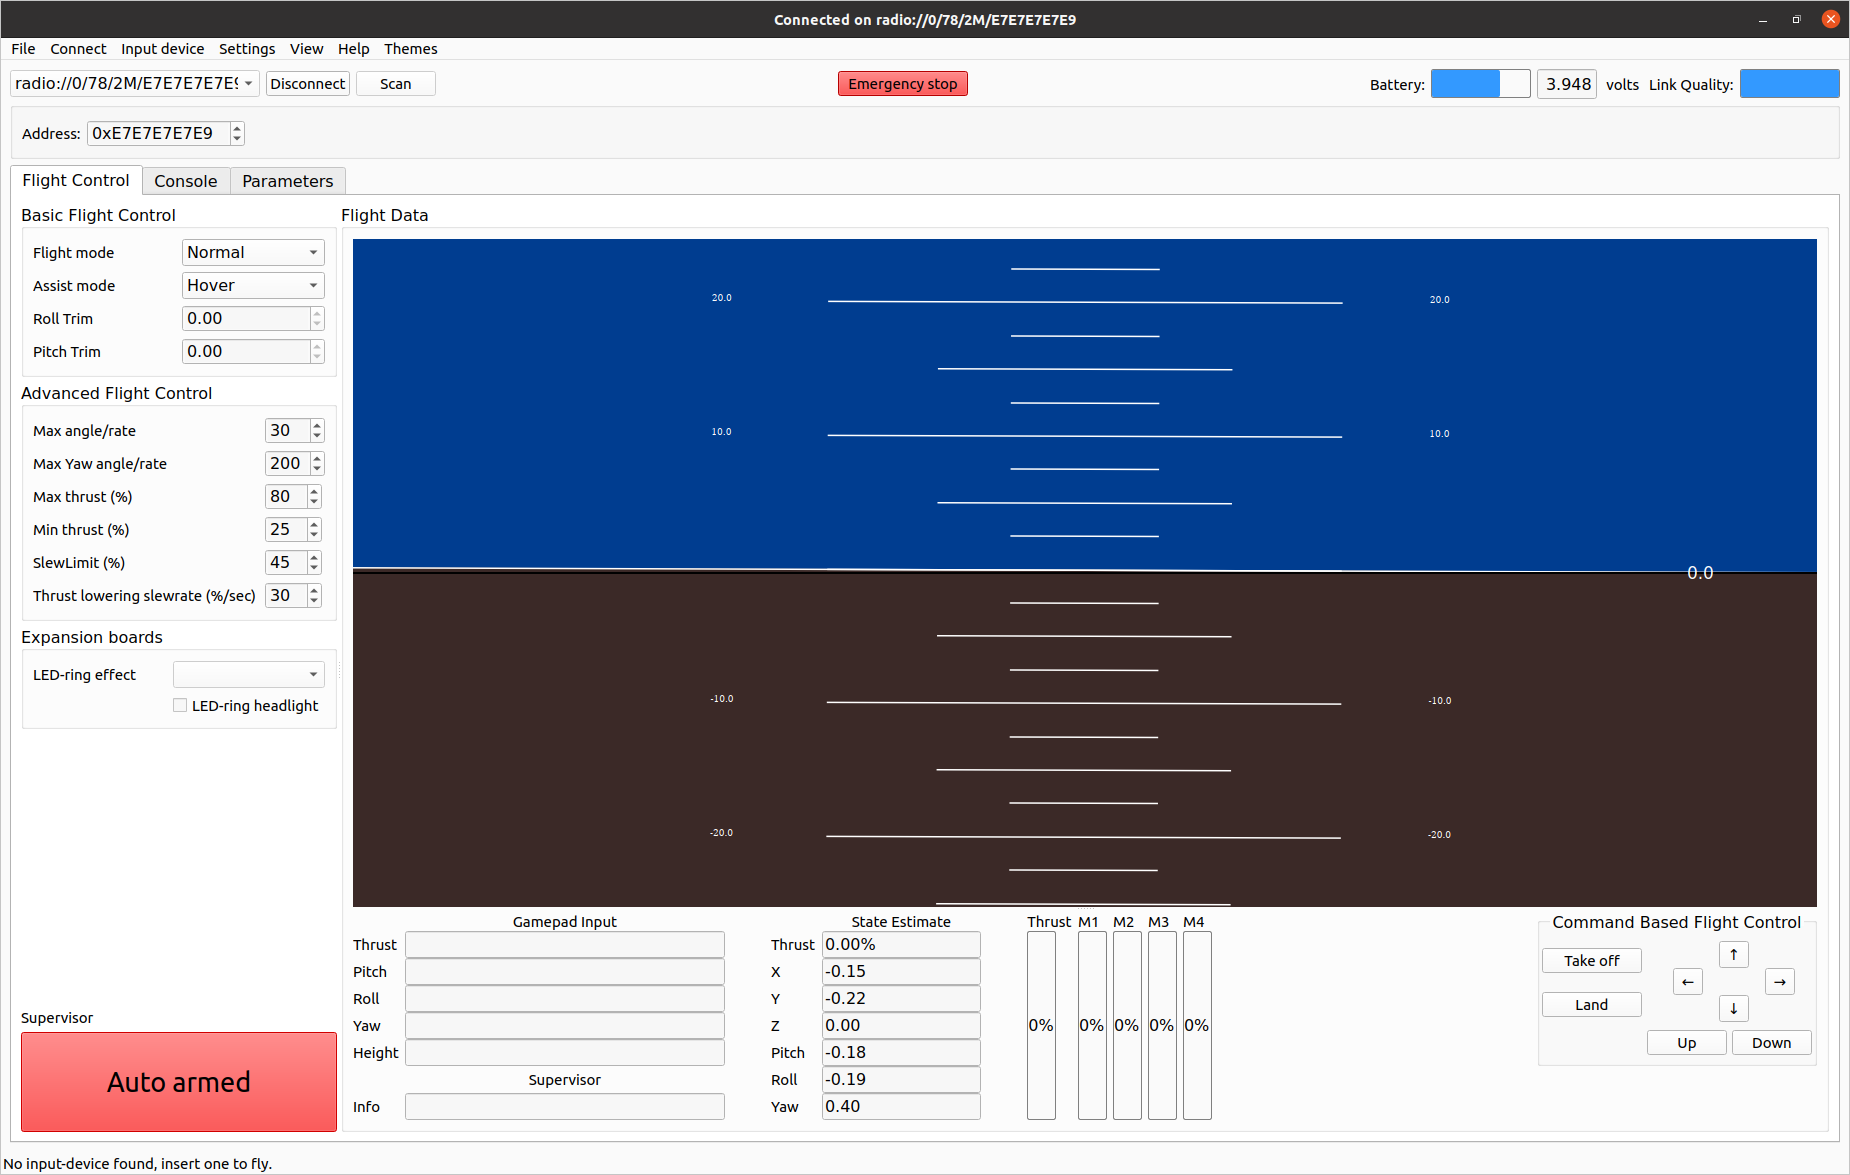 Connected on radio://0/78/2M/E7E7E7E7E9
File Connect Input device Settings View Help Themes
radio://0/78/2M/E7E7E7E7E9 Disconnect Scan Emergency stop Battery: 3.948 volts Link Quality:
Address: 0xE7E7E7E7E9
Flight Control Console Parameters
Basic Flight Control
Flight mode Normal
Assist mode Hover
Roll Trim 0.00
Pitch Trim 0.00
Advanced Flight Control
Max angle/rate 30
Max Yaw angle/rate 200
Max thrust (%) 80
Min thrust (%) 25
SlewLimit (%) 45
Thrust lowering slewrate (%/sec) 30
Expansion boards
LED-ring effect
LED-ring headlight
Supervisor
Auto armed
Flight Data
20.0 20.0
10.0 10.0
0.0
-10.0 -10.0
-20.0 -20.0
Gamepad Input
Thrust
Pitch
Roll
Yaw
Height
Supervisor
Info
State Estimate
Thrust 0.00%
X -0.15
Y -0.22
Z 0.00
Pitch -0.18
Roll -0.19
Yaw 0.40
Thrust M1 M2 M3 M4
0% 0% 0% 0% 0%
Command Based Flight Control
Take off ↑
← →
Land ↓
Up Down
No input-device found, insert one to fly.